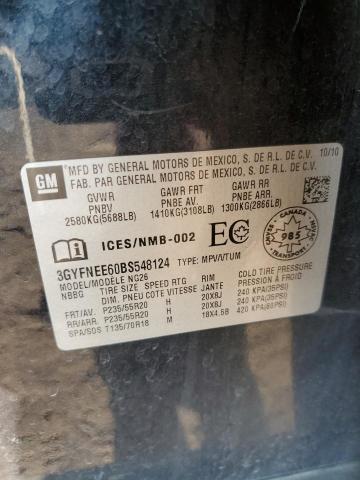 GM
MFD BY GENERAL MOTORS DE MEXICO, S. DE R.L. DE C.V. 10/10
FAB. PAR GENERAL MOTORS DE MEXICO, S. DE R.L. DE C.V.
GVWR GAWR FRT GAWR RR
PNBV PNBE AV. PNBE ARR.
2580KG(5688LB) 1410KG(3108LB) 1300KG(2866LB)
ICES/NMB-002 EC
CANADA
985
TRANSPORT
3GYFNEE60BS548124 TYPE: MPV/VTUM
MODEL/MODELE NG26 COLD TIRE PRESSURE
NBBG TIRE SIZE SPEED RTG RIM PRESSION A FROID
DIM. PNEU COTE VITESSE JANTE
FRT/AV. P235/55R20 H 20X8J 240 KPA(35PSI)
RR/ARR. P235/55R20 H 20X8J 240 KPA(35PSI)
SPA/SOS T135/70R18 M 18X4.5B 420 KPA(60PSI)